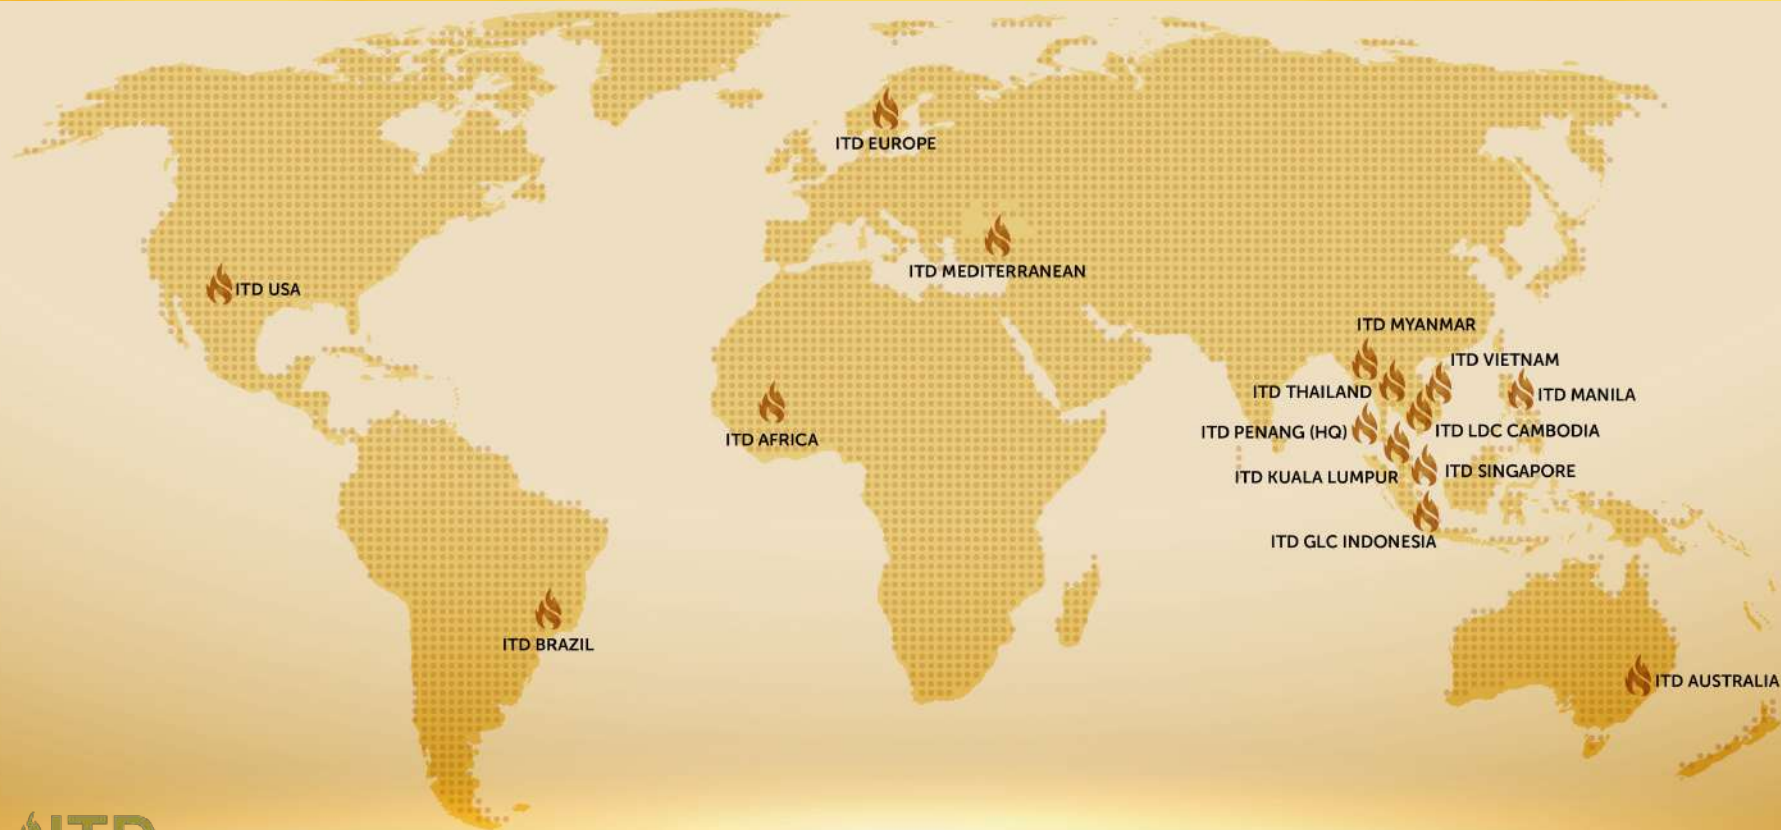 ITD EUROPE
ITD MEDITERRANEAN
ITD USA
ITD MYANMAR
ITD VIETNAM
ITD THAILAND
ITD MANILA
ITD AFRICA
ITD PENANG (HQ)
ITD LDC CAMBODIA
ITD KUALA LUMPUR
ITD SINGAPORE
ITD GLC INDONESIA
ITD BRAZIL
ITD AUSTRALIA
ITD